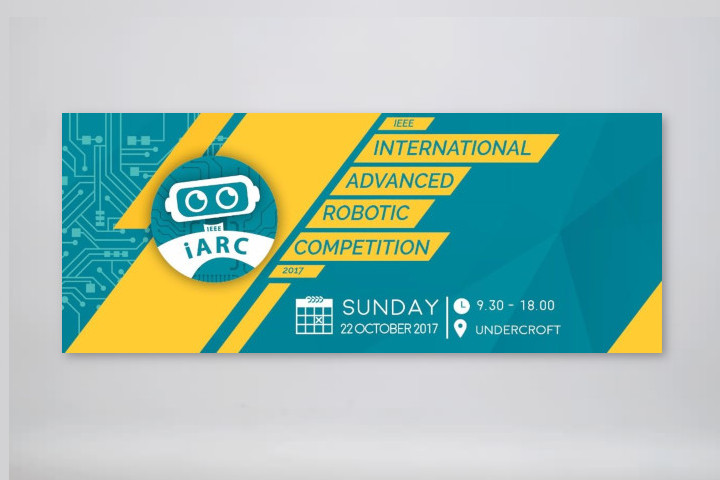 IEEE
INTERNATIONAL
ADVANCED
ROBOTIC
COMPETITION
2017
IEEE
iARC
SUNDAY
22 OCTOBER 2017
9.30 - 18.00
UNDERCROFT